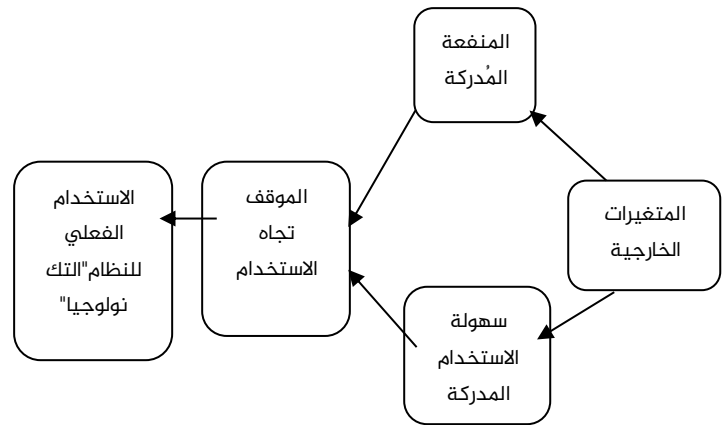 المنفعة
المُدركة
المتغيرات
الخارجية
سهولة
الاستخدام
المدركة
الموقف
تجاه
الاستخدام
الاستخدام
الفعلي
للنظام"التك
نولوجيا"